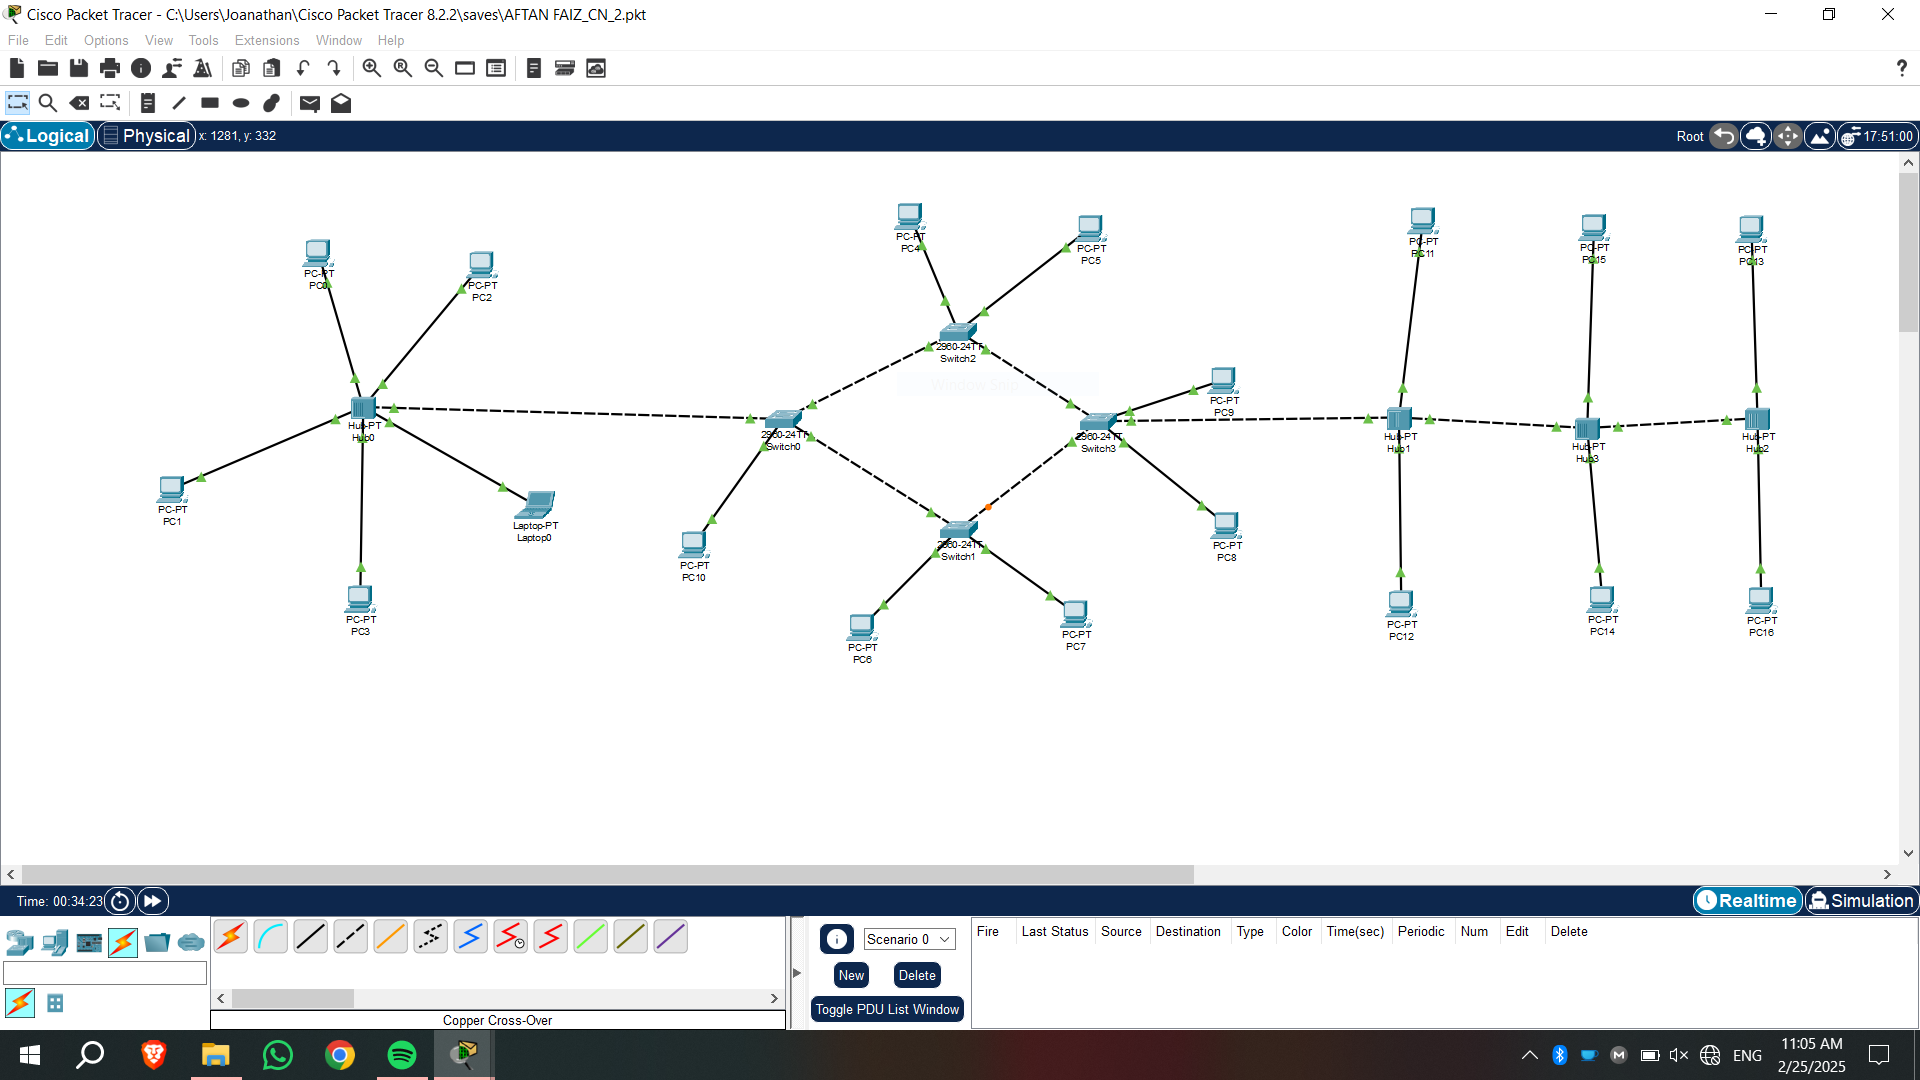 Cisco Packet Tracer - C:\Users\Joanathan\Cisco Packet Tracer 8.2.2\saves\AFTAN FAIZ_CN_2.pkt
File Edit Options View Tools Extensions Window Help
?
Logical Physical x: 1281, y: 332 Root 17:51:00
PC-PT
PC0
PC-PT
PC2
Hub-PT
Hub0
PC-PT
PC1
Laptop-PT
Laptop0
PC-PT
PC3
PC-PT
PC4
PC-PT
PC5
2960-24TT
Switch2
Window Snip
2960-24TT
Switch0
PC-PT
PC9
2960-24TT
Switch3
PC-PT
PC10
2960-24TT
Switch1
PC-PT
PC8
PC-PT
PC6
PC-PT
PC7
PC-PT
PC11
PC-PT
PC15
PC-PT
PC13
Hub-PT
Hub1
Hub-PT
Hub3
Hub-PT
Hub2
PC-PT
PC12
PC-PT
PC14
PC-PT
PC16
Time: 00:34:23 Realtime Simulation
Scenario 0
New Delete
Toggle PDU List Window
Fire Last Status Source Destination Type Color Time(sec) Periodic Num Edit Delete
Copper Cross-Over
ENG
11:05 AM
2/25/2025